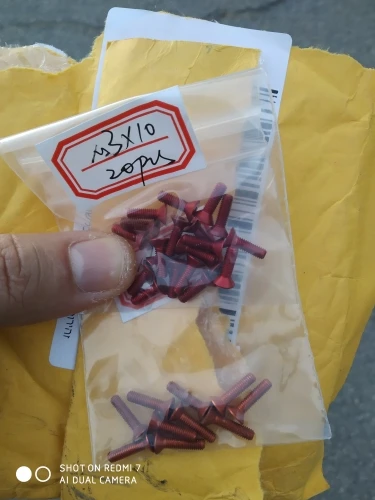 M3X10
20pcs
SHOT ON REDMI 7
AI DUAL CAMERA